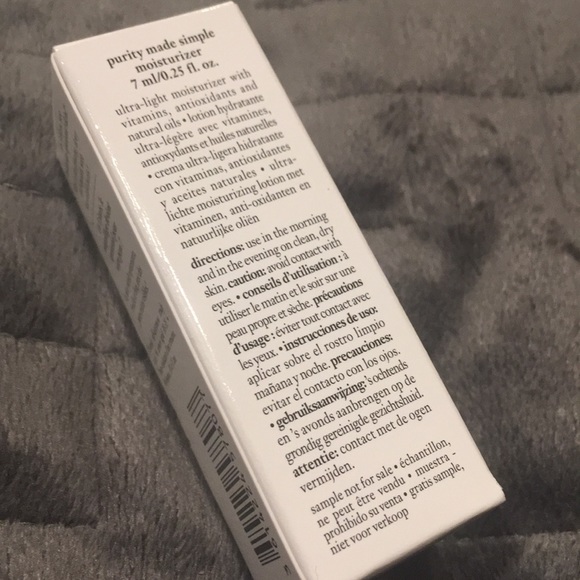 purity made simple
moisturizer
7 ml/0.25 fl. oz.
ultra-light moisturizer with
vitamins, antioxidants and
natural oils • lotion hydratante
ultra-légère avec vitamines,
antioxydants et huiles naturelles
• crema ultra-ligera hidratante
con vitaminas, antioxidantes
y aceites naturales • ultra-
lichte moisturizing lotion met
vitaminen, anti-oxidanten en
natuurlijke oliën
directions: use in the morning
and in the evening on clean, dry
skin. caution: avoid contact with
eyes. • conseils d'utilisation : à
utiliser le matin et le soir sur une
peau propre et sèche. précautions
d'usage : éviter tout contact avec
les yeux. • instrucciones de uso:
aplicar sobre el rostro limpio
mañana y noche. precauciones:
evitar el contacto con los ojos.
• gebruiksaanwijzing: 's ochtends
en 's avonds aanbrengen op de
grondig gereinigde gezichtshuid.
attentie: contact met de ogen
vermijden.
sample not for sale • échantillon,
ne peut être vendu • muestra -
prohibido su venta • gratis sample,
niet voor verkoop